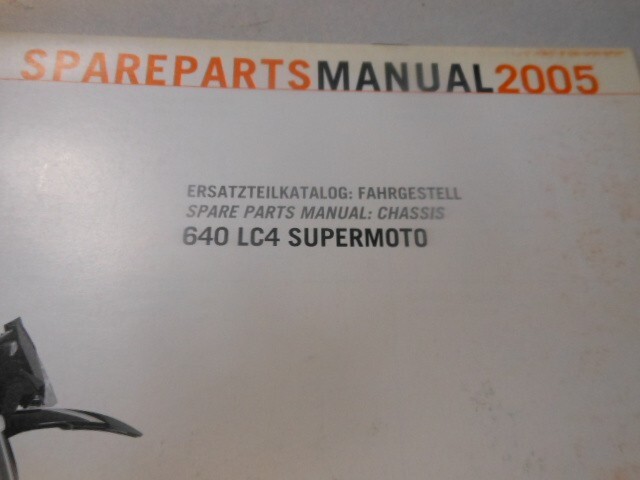 SPAREPARTSMANUAL2005
ERSATZTEILKATALOG: FAHRGESTELL
SPARE PARTS MANUAL: CHASSIS
640 LC4 SUPERMOTO